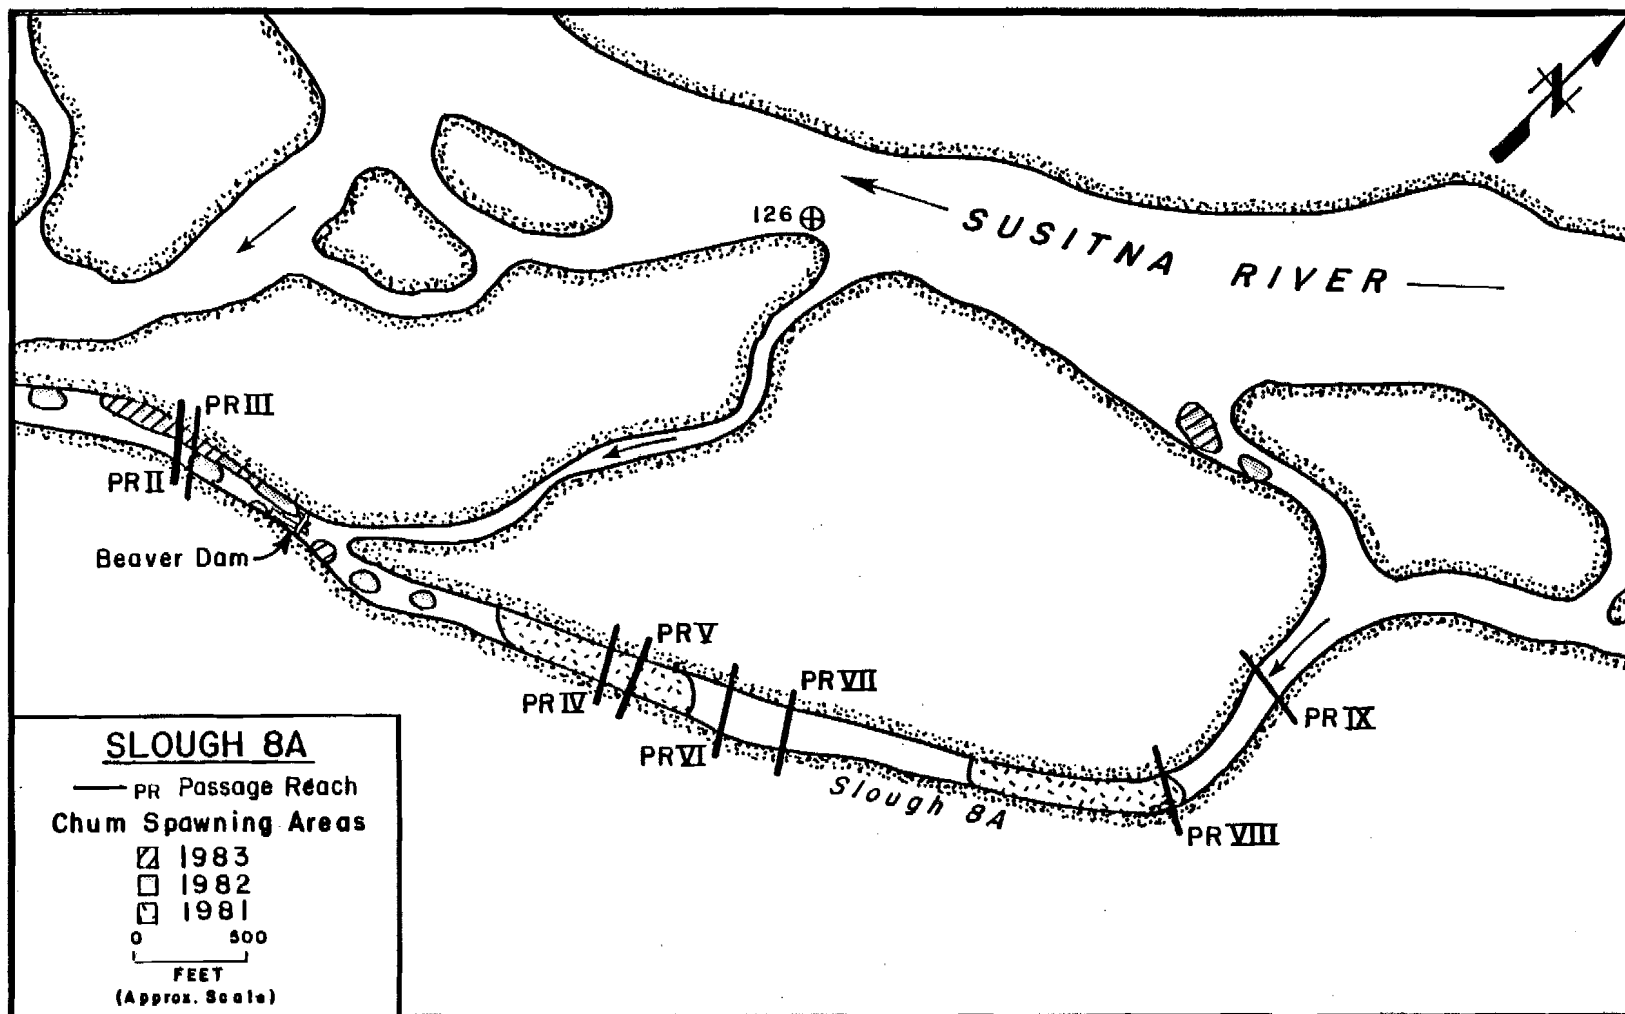 N
126
SUSITNA RIVER
PR III
PR II
Beaver Dam
PR V
PR IV
PR VII
PR VI
PR IX
Slough 8A
PR VIII
SLOUGH 8A
PR Passage Reach
Chum Spawning Areas
1983
1982
1981
0 500
FEET
(Approx. Scale)